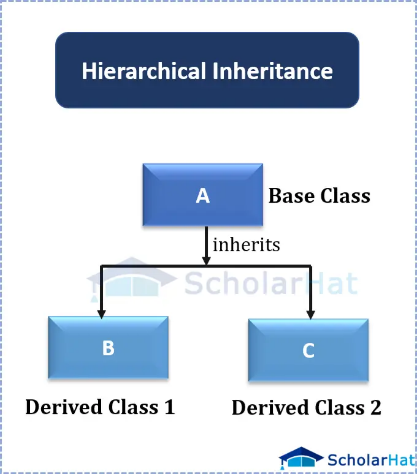 Hierarchical Inheritance
A
Base Class
inherits
ScholarHat
B
C
Derived Class 1
Derived Class 2
ScholarHat